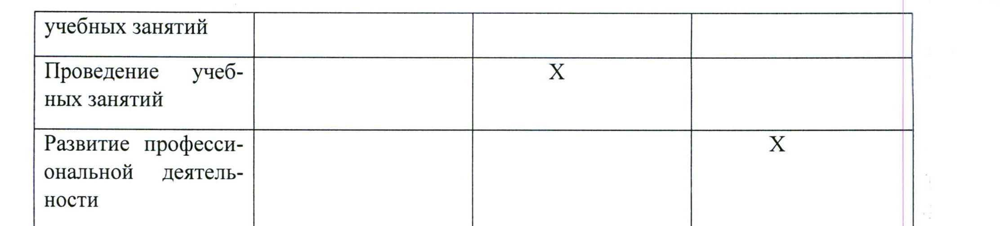 учебных занятий
Проведение учеб- X
ных занятий
Развитие професси- X
ональной деятель-
ности